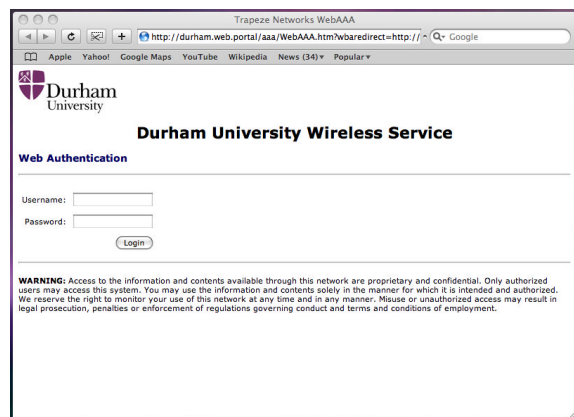 Trapeze Networks WebAAA
http://durham.web.portal/aaa/WebAAA.htm?wbaredirect=http://
Google
Apple Yahoo! Google Maps YouTube Wikipedia News (34) Popular
Durham
University
Durham University Wireless Service
Web Authentication
Username:
Password:
Login
WARNING: Access to the information and contents available through this network are proprietary and confidential. Only authorized
users may access this system. You may use the information and contents solely in the manner for which it is intended and authorized.
We reserve the right to monitor your use of this network at any time and in any manner. Misuse or unauthorized access may result in
legal prosecution, penalties or enforcement of regulations governing conduct and terms and conditions of employment.